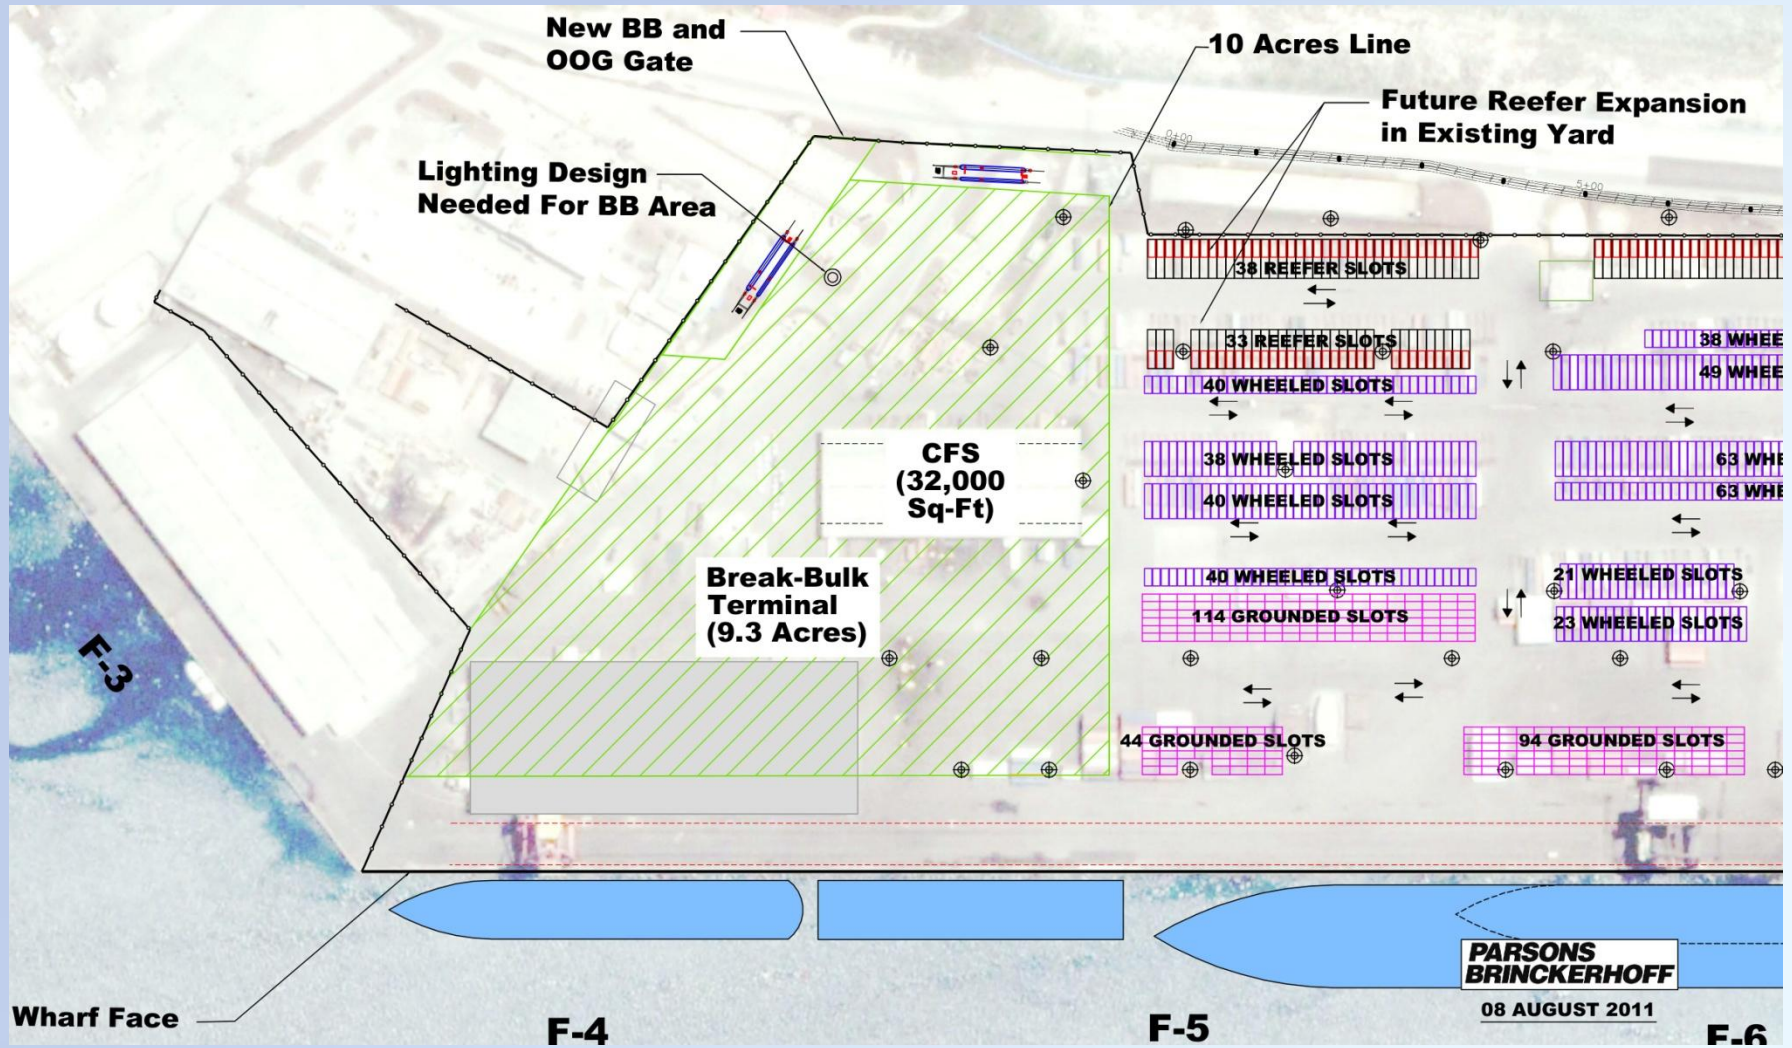 New BB and
OOG Gate
10 Acres Line
Future Reefer Expansion
in Existing Yard
Lighting Design
Needed For BB Area
0+00
5+00
38 REEFER SLOTS
33 REEFER SLOTS
38 WHEE
40 WHEELED SLOTS
49 WHEE
CFS
(32,000
Sq-Ft)
38 WHEELED SLOTS
63 WHE
40 WHEELED SLOTS
63 WHE
Break-Bulk
Terminal
(9.3 Acres)
40 WHEELED SLOTS
21 WHEELED SLOTS
114 GROUNDED SLOTS
23 WHEELED SLOTS
F-3
44 GROUNDED SLOTS
94 GROUNDED SLOTS
PARSONS
BRINCKERHOFF
08 AUGUST 2011
Wharf Face
F-4
F-5
F-6